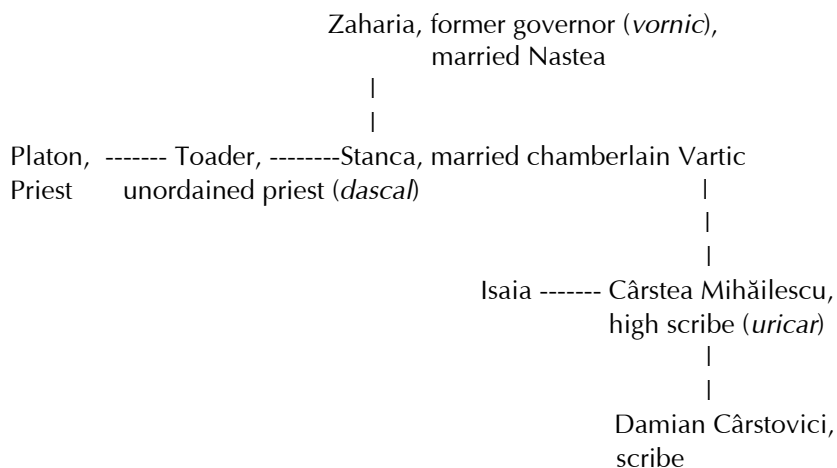 Zaharia, former governor (vornic),
married Nastea
|
|
Platon, ------- Toader, --------Stanca, married chamberlain Vartic
Priest unordained priest (dascal) |
|
|
Isaia ------- Cârstea Mihăilescu,
high scribe (uricar)
|
|
Damian Cârstovici,
scribe